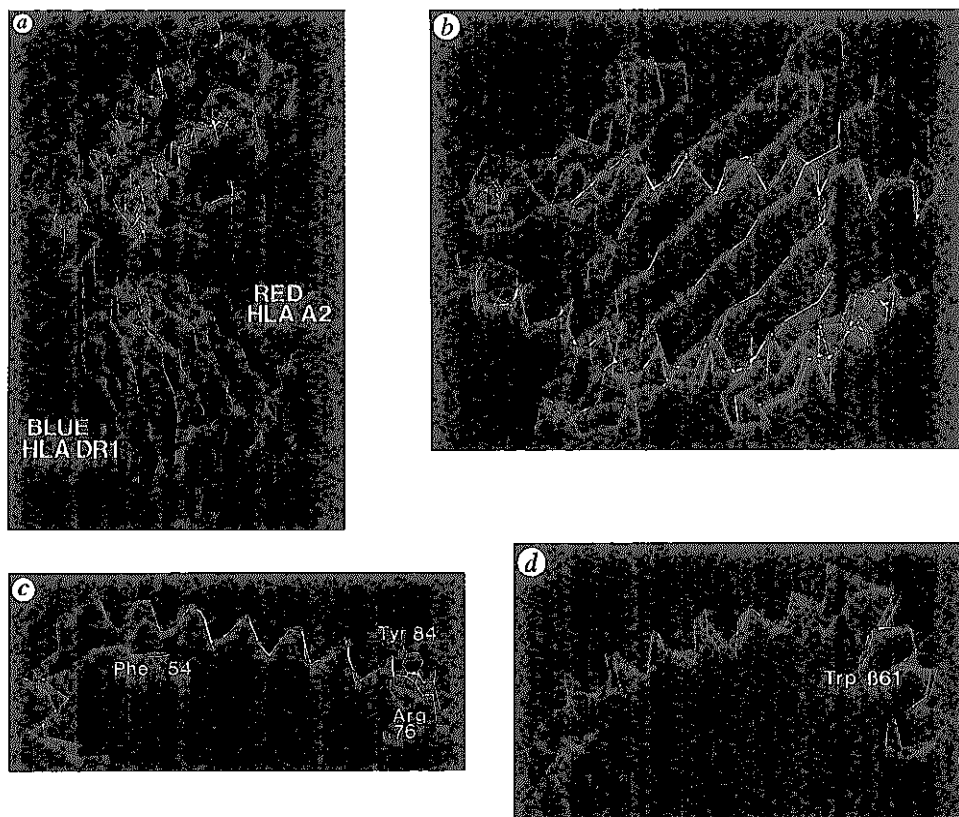 a
b
RED
HLA A2
BLUE
HLA DR1
c
Tyr 84
Phe 54
Arg
76
d
Trp β61